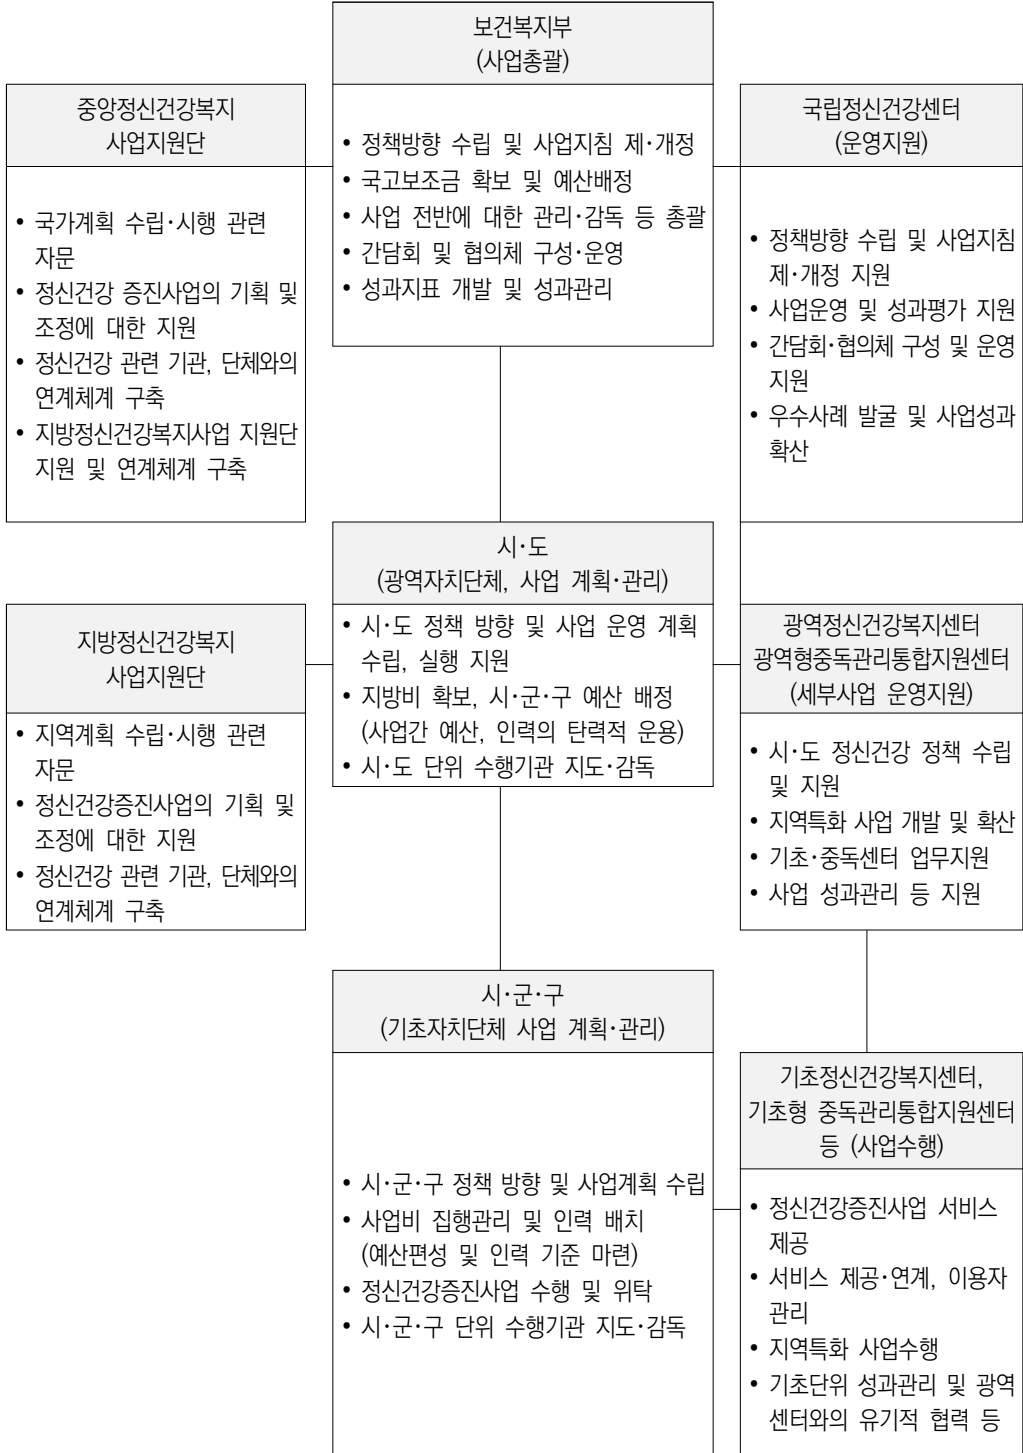 보건복지부
(사업총괄)
• 정책방향 수립 및 사업지침 제·개정
• 국고보조금 확보 및 예산배정
• 사업 전반에 대한 관리·감독 등 총괄
• 간담회 및 협의체 구성·운영
• 성과지표 개발 및 성과관리
중앙정신건강복지
사업지원단
• 국가계획 수립·시행 관련
자문
• 정신건강 증진사업의 기획 및
조정에 대한 지원
• 정신건강 관련 기관, 단체와의
연계체계 구축
• 지방정신건강복지사업 지원단
지원 및 연계체계 구축
국립정신건강센터
(운영지원)
• 정책방향 수립 및 사업지침
제·개정 지원
• 사업운영 및 성과평가 지원
• 간담회·협의체 구성 및 운영
지원
• 우수사례 발굴 및 사업성과
확산
시·도
(광역자치단체, 사업 계획·관리)
• 시·도 정책 방향 및 사업 운영 계획
수립, 실행 지원
• 지방비 확보, 시·군·구 예산 배정
(사업간 예산, 인력의 탄력적 운용)
• 시·도 단위 수행기관 지도·감독
지방정신건강복지
사업지원단
• 지역계획 수립·시행 관련
자문
• 정신건강증진사업의 기획 및
조정에 대한 지원
• 정신건강 관련 기관, 단체와의
연계체계 구축
광역정신건강복지센터
광역형중독관리통합지원센터
(세부사업 운영지원)
• 시·도 정신건강 정책 수립
및 지원
• 지역특화 사업 개발 및 확산
• 기초·중독센터 업무지원
• 사업 성과관리 등 지원
시·군·구
(기초자치단체 사업 계획·관리)
• 시·군·구 정책 방향 및 사업계획 수립
• 사업비 집행관리 및 인력 배치
(예산편성 및 인력 기준 마련)
• 정신건강증진사업 수행 및 위탁
• 시·군·구 단위 수행기관 지도·감독
기초정신건강복지센터,
기초형 중독관리통합지원센터
등 (사업수행)
• 정신건강증진사업 서비스
제공
• 서비스 제공·연계, 이용자
관리
• 지역특화 사업수행
• 기초단위 성과관리 및 광역
센터와의 유기적 협력 등